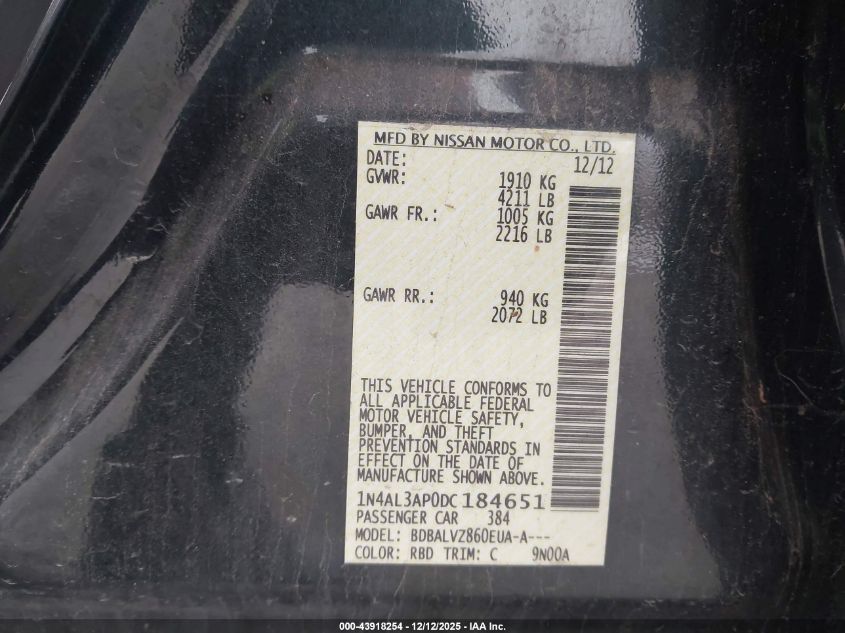 MFD BY NISSAN MOTOR CO., LTD.
DATE: 12/12
GVWR: 1910 KG
4211 LB
GAWR FR.: 1005 KG
2216 LB
GAWR RR.: 940 KG
2072 LB
THIS VEHICLE CONFORMS TO
ALL APPLICABLE FEDERAL
MOTOR VEHICLE SAFETY,
BUMPER, AND THEFT
PREVENTION STANDARDS IN
EFFECT ON THE DATE OF
MANUFACTURE SHOWN ABOVE.
1N4AL3AP0DC184651
PASSENGER CAR 384
MODEL: BDBALVZ860EUA-A---
COLOR: RBD TRIM: C 9N00A
000-43918254 - 12/12/2025 - IAA Inc.